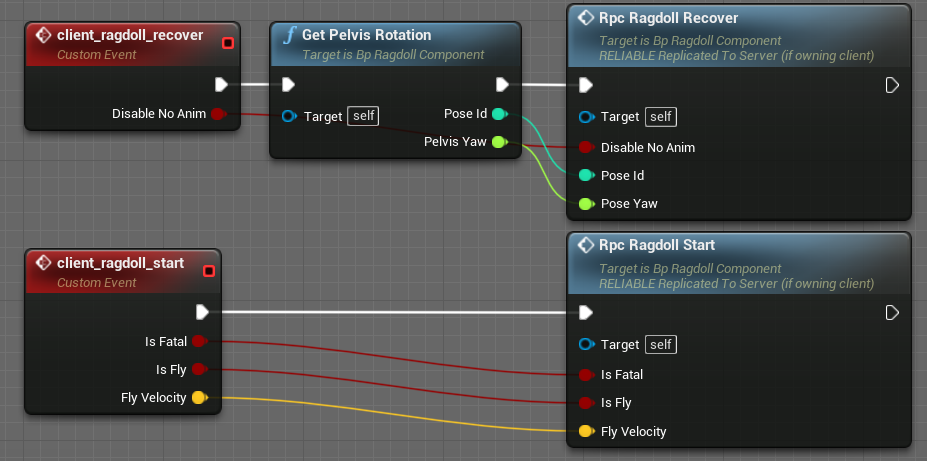 client_ragdoll_recover
Custom Event
Disable No Anim
Get Pelvis Rotation
Target is Bp Ragdoll Component
Target self
Pose Id
Pelvis Yaw
Rpc Ragdoll Recover
Target is Bp Ragdoll Component
RELIABLE Replicated To Server (if owning client)
Target self
Disable No Anim
Pose Id
Pose Yaw
client_ragdoll_start
Custom Event
Is Fatal
Is Fly
Fly Velocity
Rpc Ragdoll Start
Target is Bp Ragdoll Component
RELIABLE Replicated To Server (if owning client)
Target self
Is Fatal
Is Fly
Fly Velocity